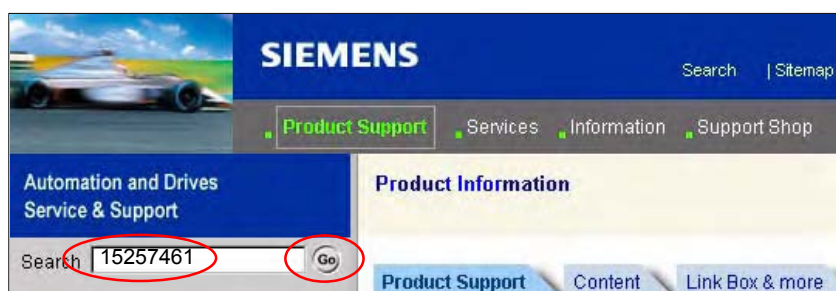 SIEMENS
Search | Sitemap
Product Support Services Information Support Shop
Automation and Drives
Service & Support
Product Information
Search 15257461 Go
Product Support Content Link Box & more